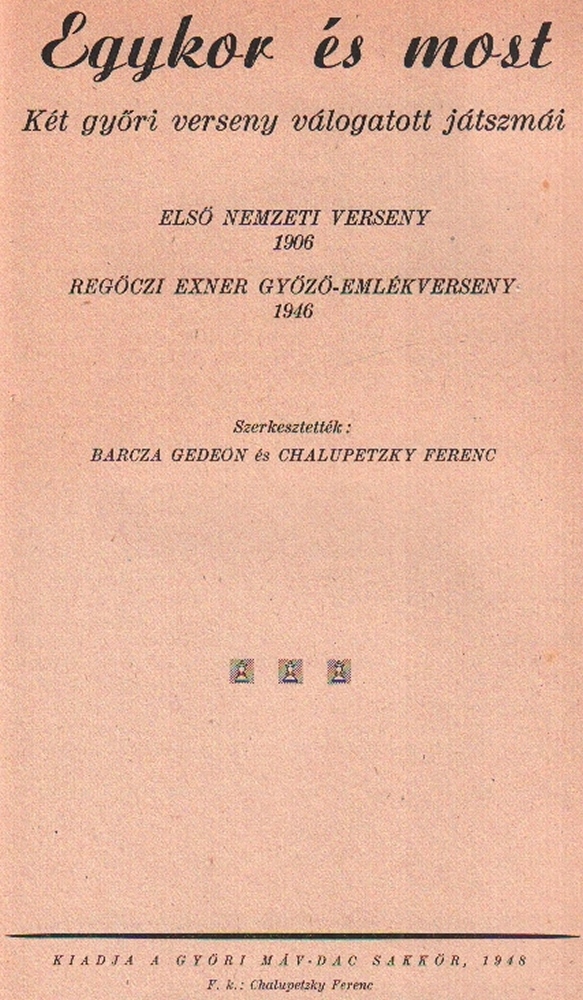 Egykor és most
Két győri verseny válogatott játszmái
ELSŐ NEMZETI VERSENY
1906
REGŐCZI EXNER GYŐZŐ-EMLÉKVERSENY
1946
Szerkesztették:
BARCZA GEDEON és CHALUPETZKY FERENC
KIADJA A GYŐRI MÁV-DAC SAKKÖR, 1948
F. k.: Chalupetzky Ferenc